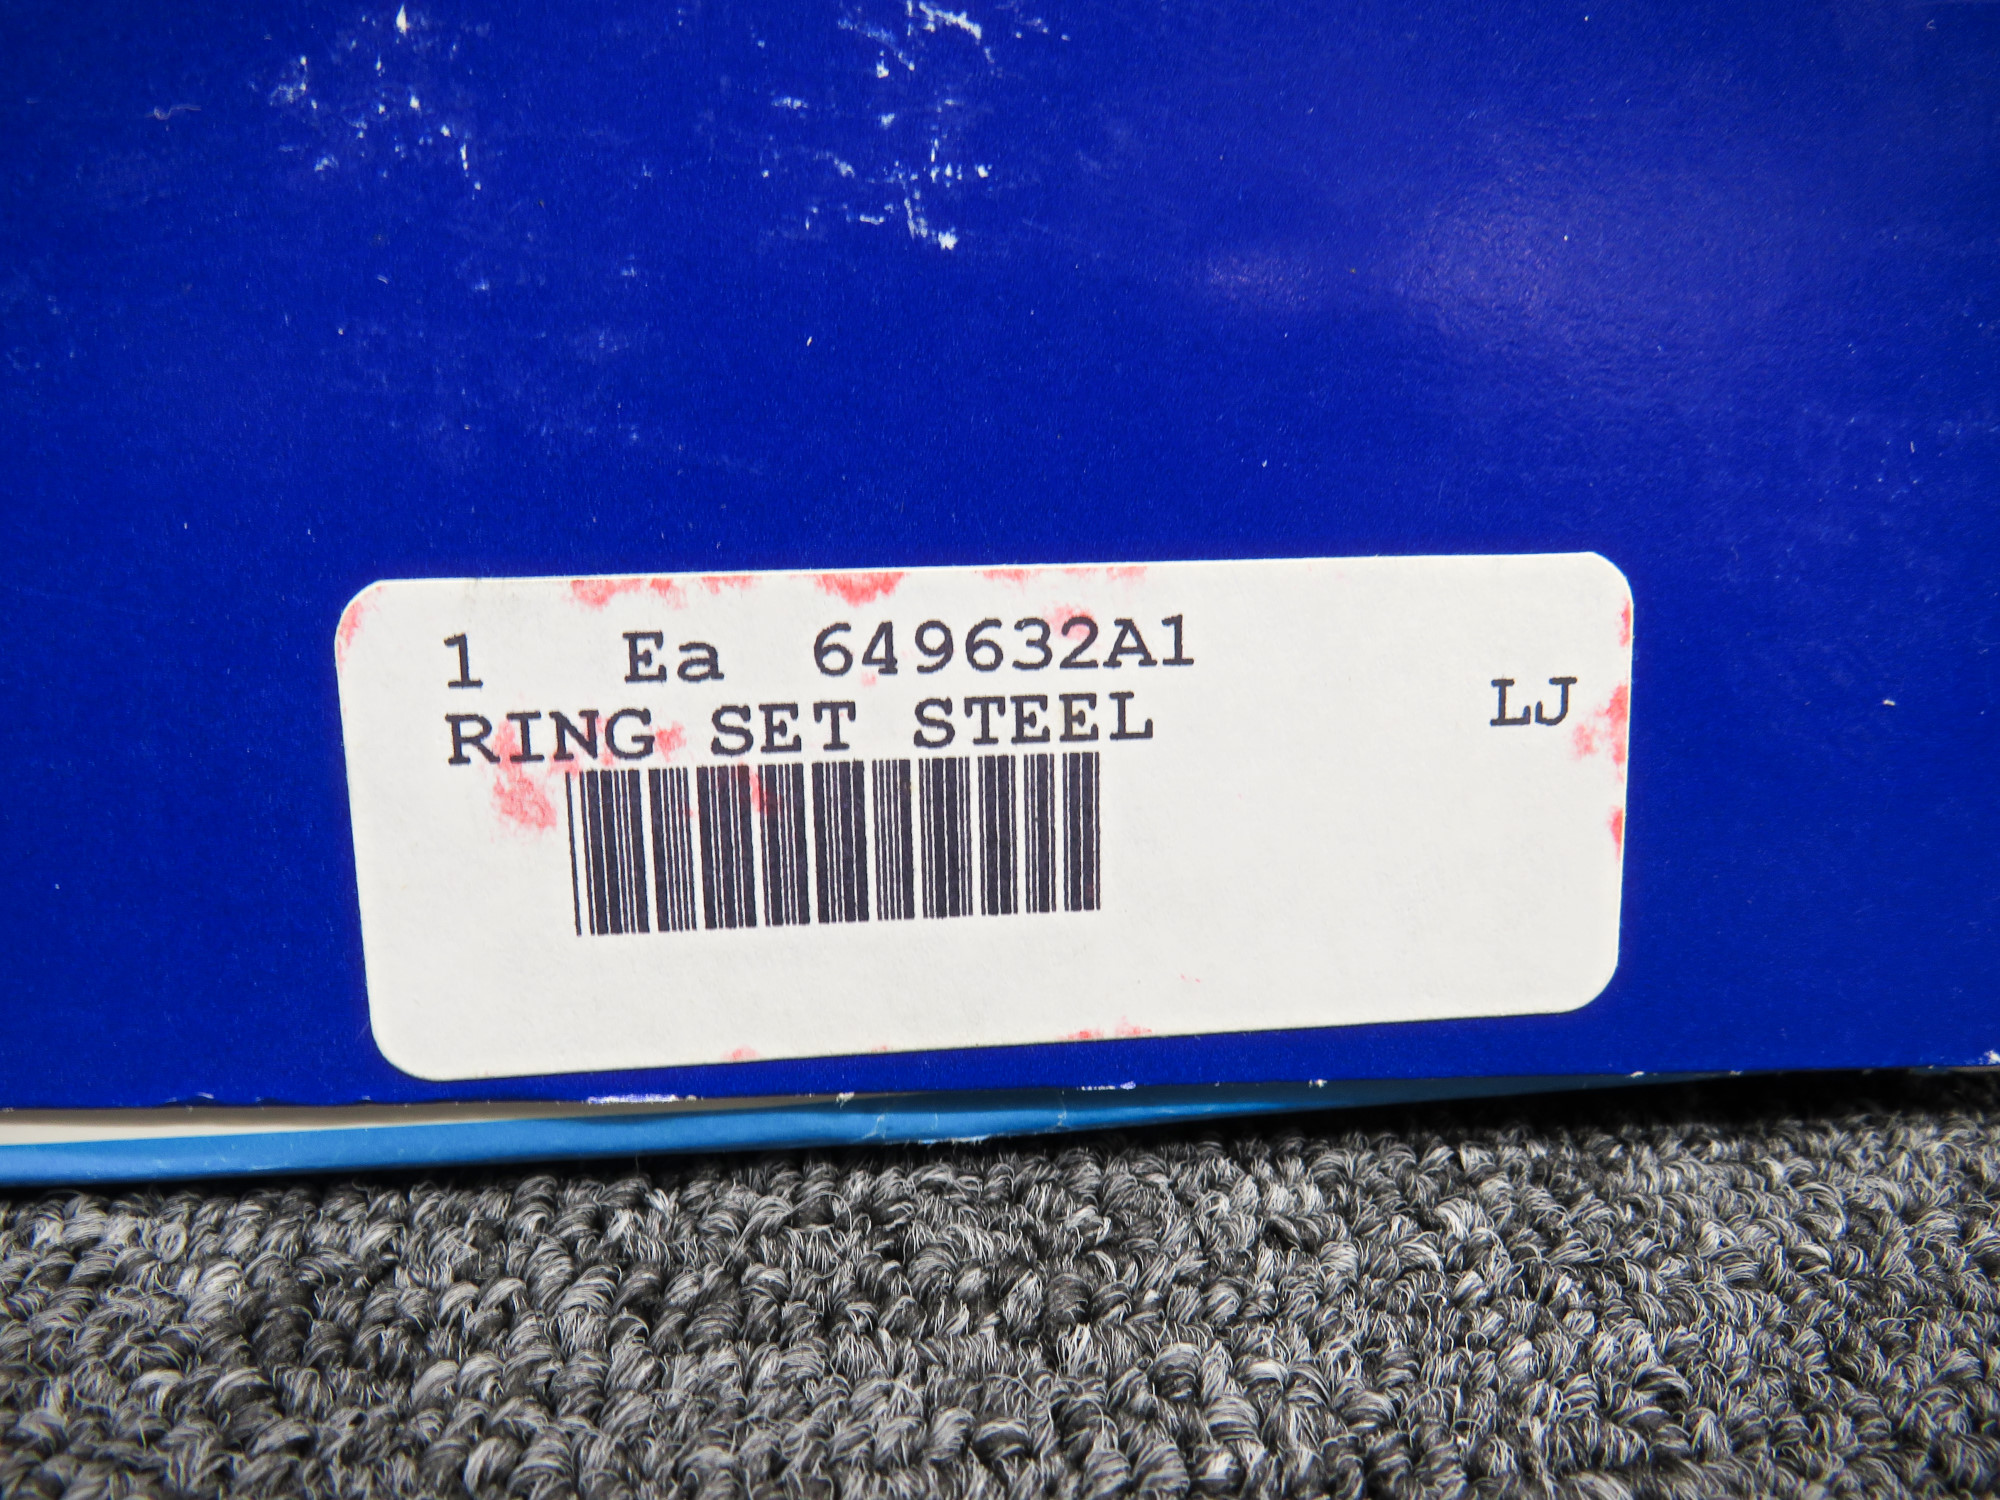 1 Ea 649632A1
RING SET STEEL
LJ